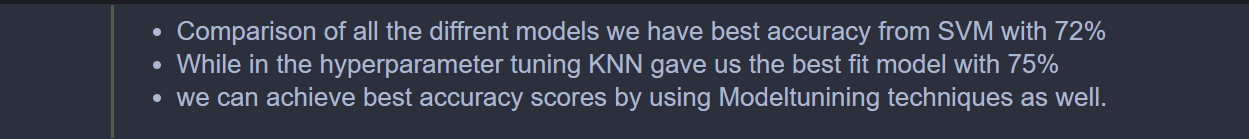 Comparison of all the diffrent models we have best accuracy from SVM with 72%
While in the hyperparameter tuning KNN gave us the best fit model with 75%
we can achieve best accuracy scores by using Modeltunining techniques as well.